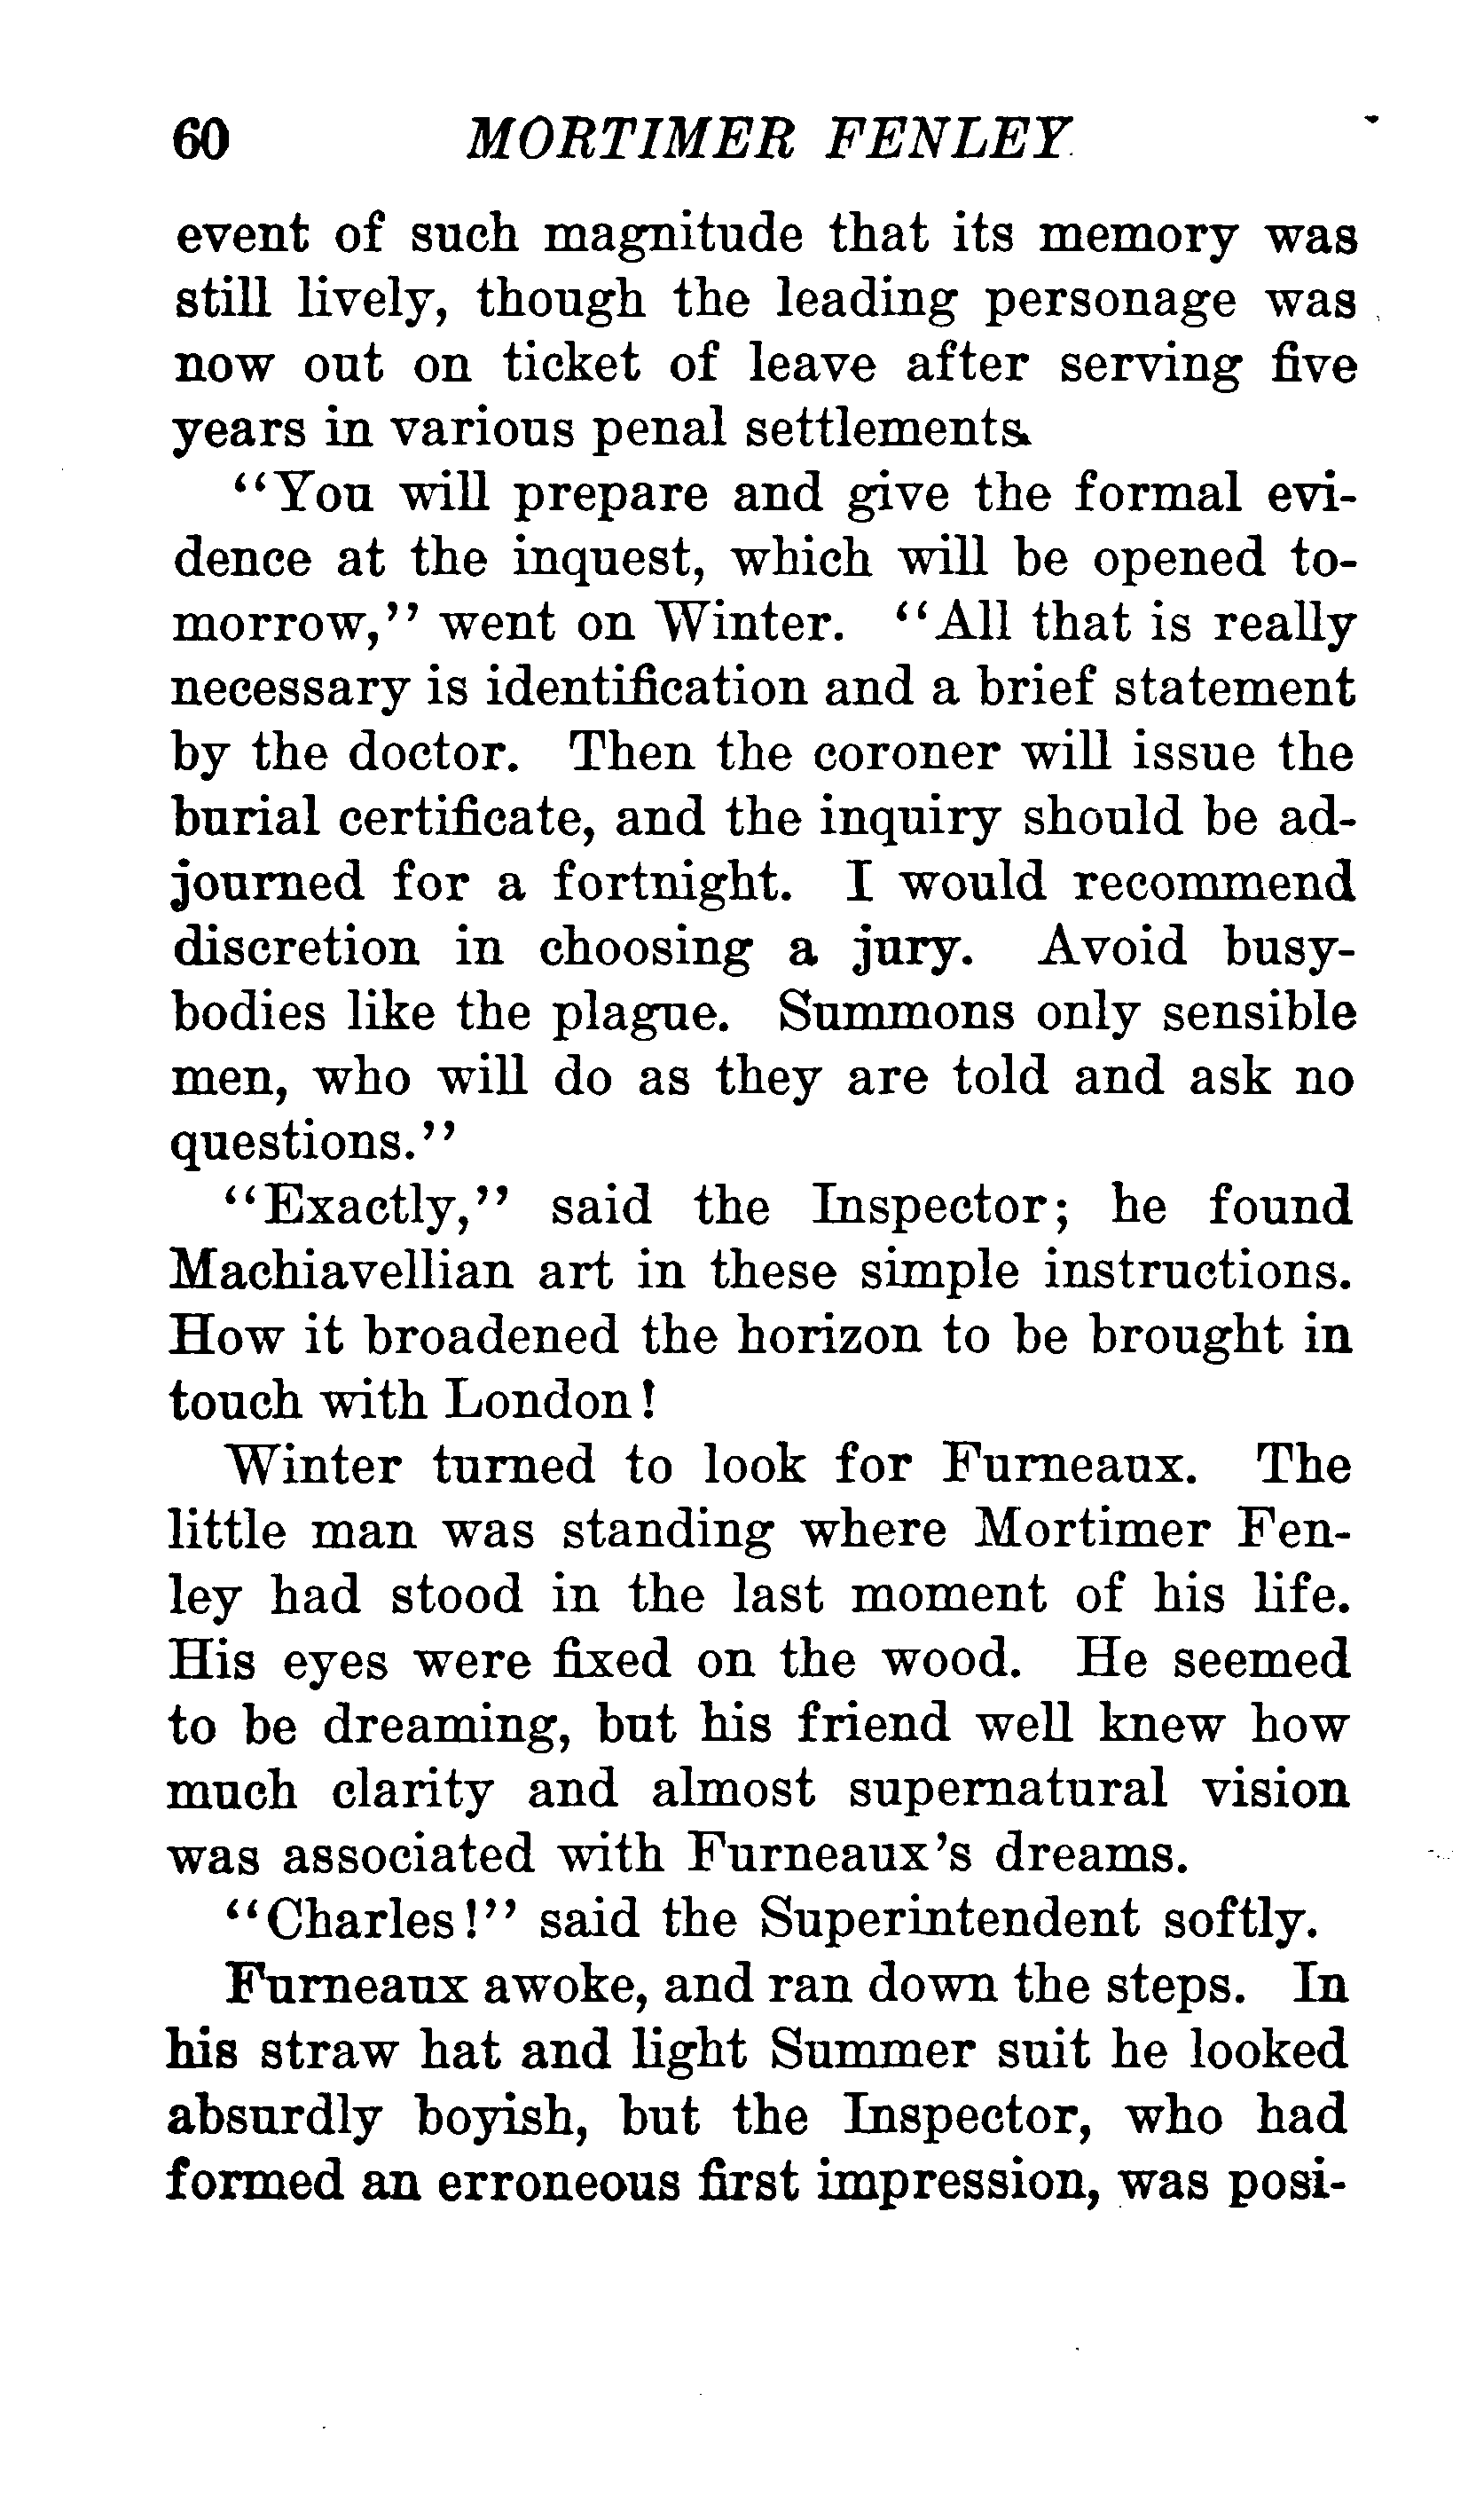 60 MORTIMER FENLEY
event of such magnitude that its memory was
still lively, though the leading personage was
now out on ticket of leave after serving five
years in various penal settlements.
"You will prepare and give the formal evi-
dence at the inquest, which will be opened to-
morrow," went on Winter. "All that is really
necessary is identification and a brief statement
by the doctor. Then the coroner will issue the
burial certificate, and the inquiry should be ad-
journed for a fortnight. I would recommend
discretion in choosing a jury. Avoid busy-
bodies like the plague. Summons only sensible
men, who will do as they are told and ask no
questions."
"Exactly," said the Inspector; he found
Machiavellian art in these simple instructions.
How it broadened the horizon to be brought in
touch with London!
Winter turned to look for Furneaux. The
little man was standing where Mortimer Fen-
ley had stood in the last moment of his life.
His eyes were fixed on the wood. He seemed
to be dreaming, but his friend well knew how
much clarity and almost supernatural vision
was associated with Furneaux's dreams.
"Charles!" said the Superintendent softly.
Furneaux awoke, and ran down the steps. In
his straw hat and light Summer suit he looked
absurdly boyish, but the Inspector, who had
formed an erroneous first impression, was posi-